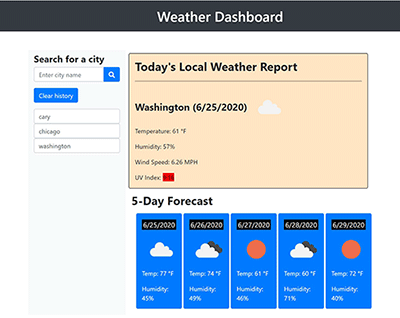 Weather Dashboard
Search for a city
Enter city name
Clear history
cary
chicago
washington
Today's Local Weather Report
Washington (6/25/2020)
Temperature: 61 °F
Humidity: 57%
Wind Speed: 6.26 MPH
UV Index:
5-Day Forecast
6/25/2020 6/26/2020 6/27/2020 6/28/2020 6/29/2020
Temp: 77 °F Temp: 74 °F Temp: 61 °F Temp: 60 °F Temp: 72 °F
Humidity: Humidity: Humidity: Humidity: Humidity:
45% 49% 46% 71% 40%